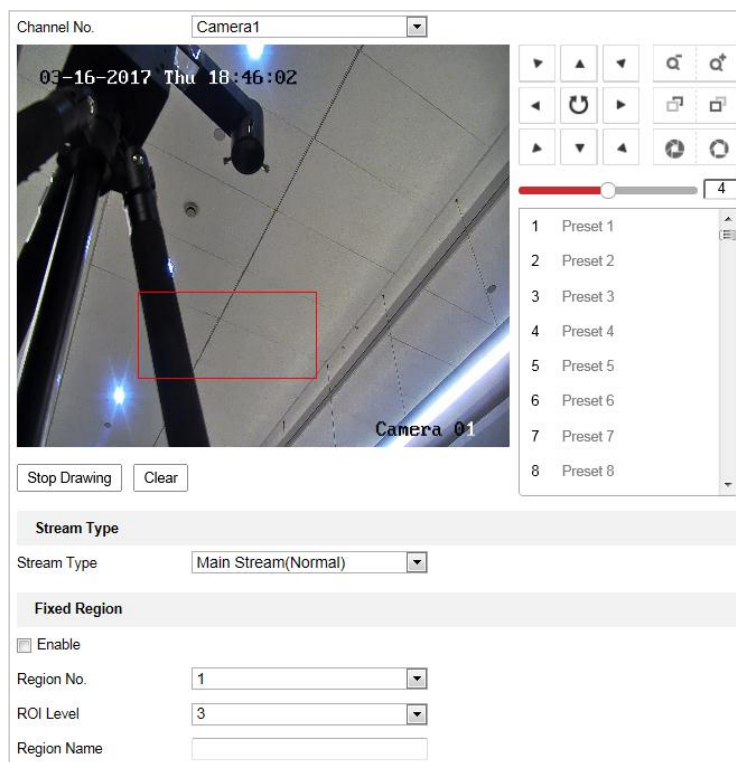 Channel No. Camera1
03-16-2017 Thu 18:46:02
Camera 01
4
1 Preset 1
2 Preset 2
3 Preset 3
4 Preset 4
5 Preset 5
6 Preset 6
7 Preset 7
8 Preset 8
Stop Drawing Clear
Stream Type
Stream Type Main Stream(Normal)
Fixed Region
Enable
Region No. 1
ROI Level 3
Region Name